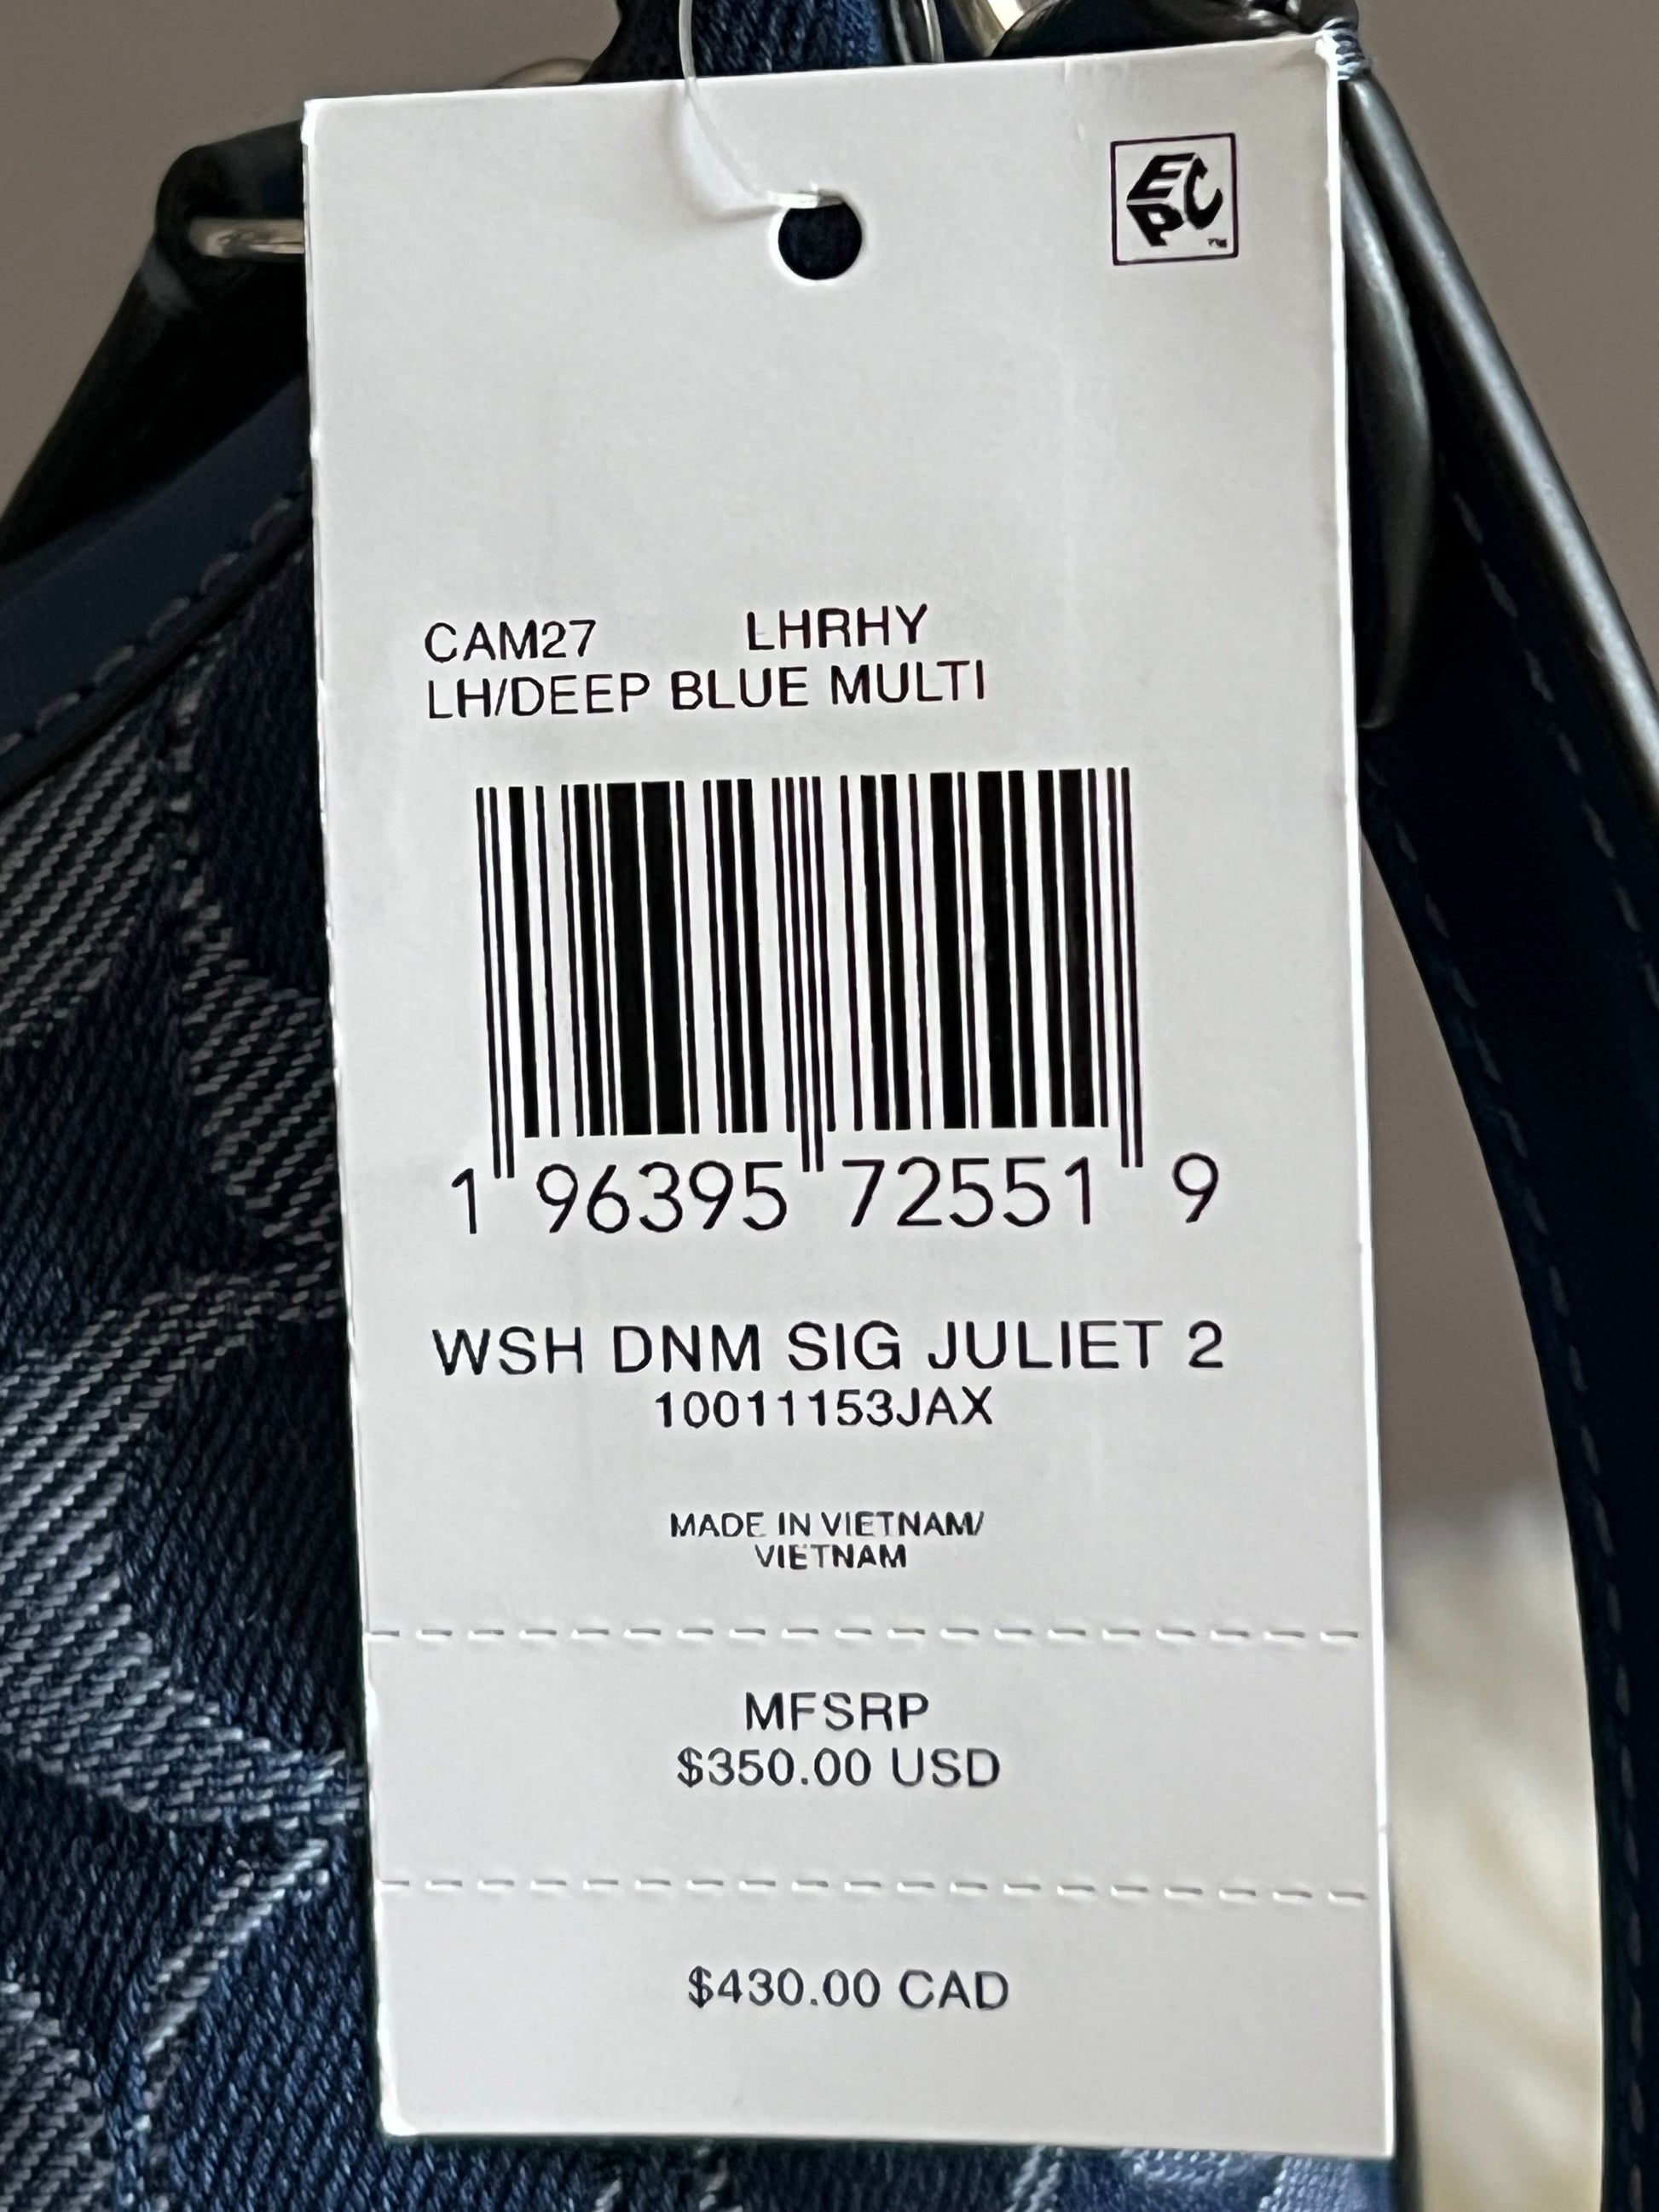 EPC™
CAM27 LHRHY
LH/DEEP BLUE MULTI
1 96395 72551 9
WSH DNM SIG JULIET 2
10011153JAX
MADE IN VIETNAM/
VIETNAM
MFSRP
$350.00 USD
$430.00 CAD